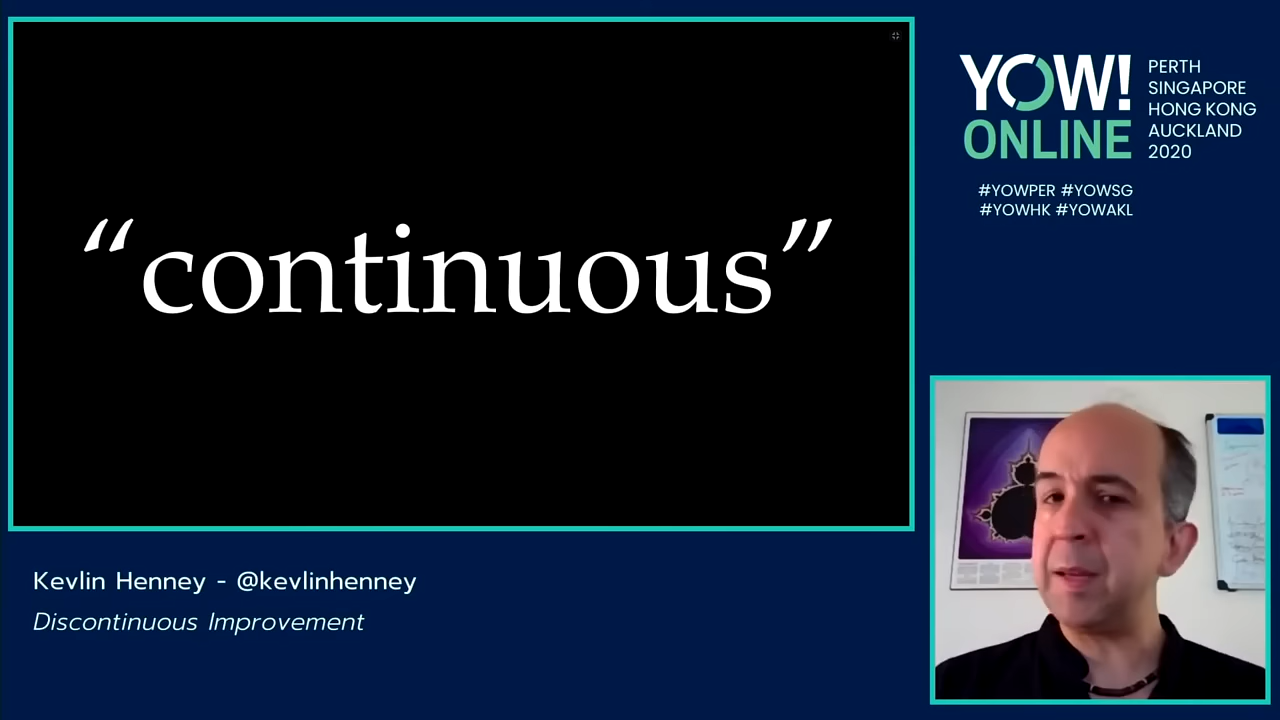 “continuous”
YOW!
ONLINE
PERTH
SINGAPORE
HONG KONG
AUCKLAND
2020
#YOWPER #YOWSG
#YOWHK #YOWAKL
Kevlin Henney - @kevlinhenney
Discontinuous Improvement